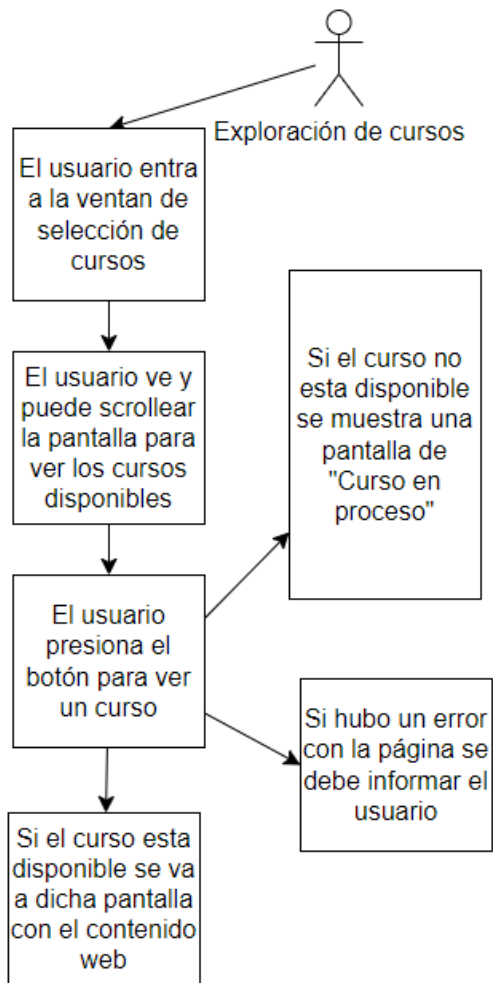 Exploración de cursos
El usuario entra
a la ventan de
selección de
cursos
El usuario ve y
puede scrollear
la pantalla para
ver los cursos
disponibles
Si el curso no
esta disponible
se muestra una
pantalla de
"Curso en
proceso"
El usuario
presiona el
botón para ver
un curso
Si hubo un error
con la página se
debe informar el
usuario
Si el curso esta
disponible se va
a dicha pantalla
con el contenido
web